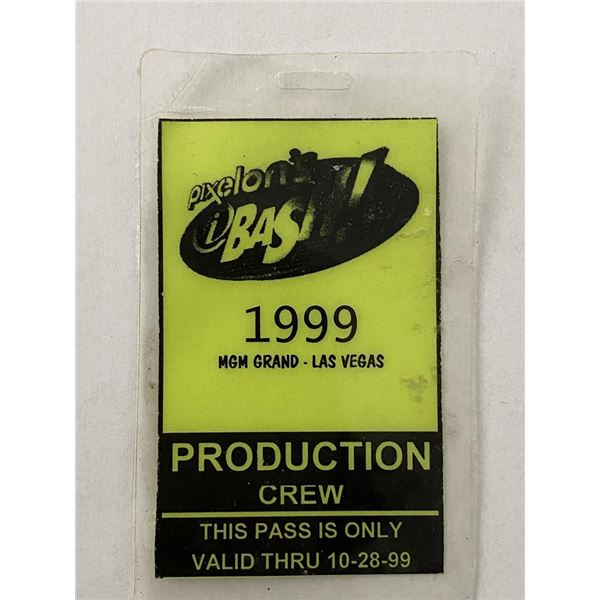 pixelon's
iBASH!
1999
MGM GRAND - LAS VEGAS
PRODUCTION
CREW
THIS PASS IS ONLY
VALID THRU 10-28-99